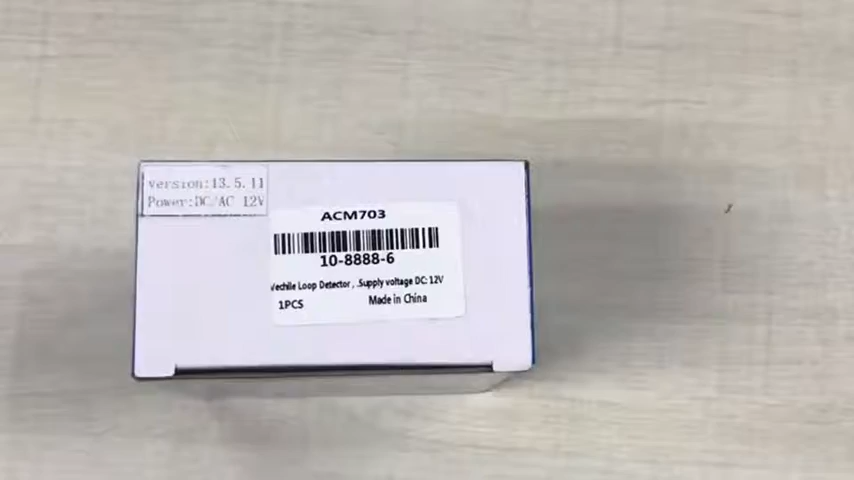 version:13.5.11
Power:DC/AC 12V
ACM703
10-8888-6
Vechile Loop Detector , .Supply voltage DC: 12V
1PCS
Made in China